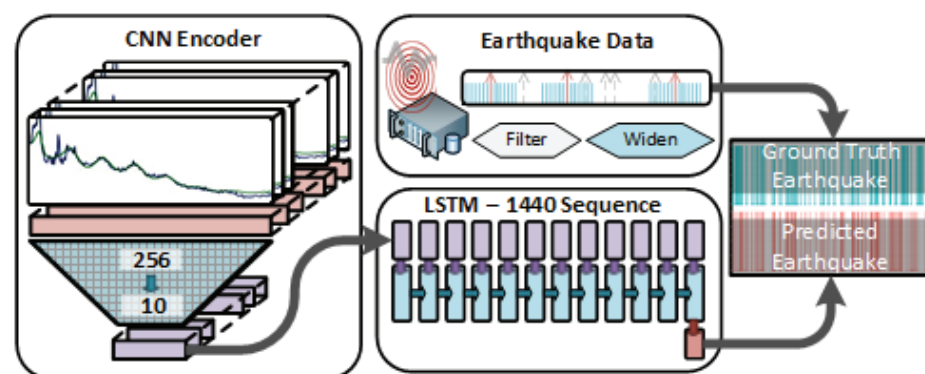 CNN Encoder
256
10
Earthquake Data
Filter
Widen
LSTM – 1440 Sequence
Ground Truth
Earthquake
Predicted
Earthquake